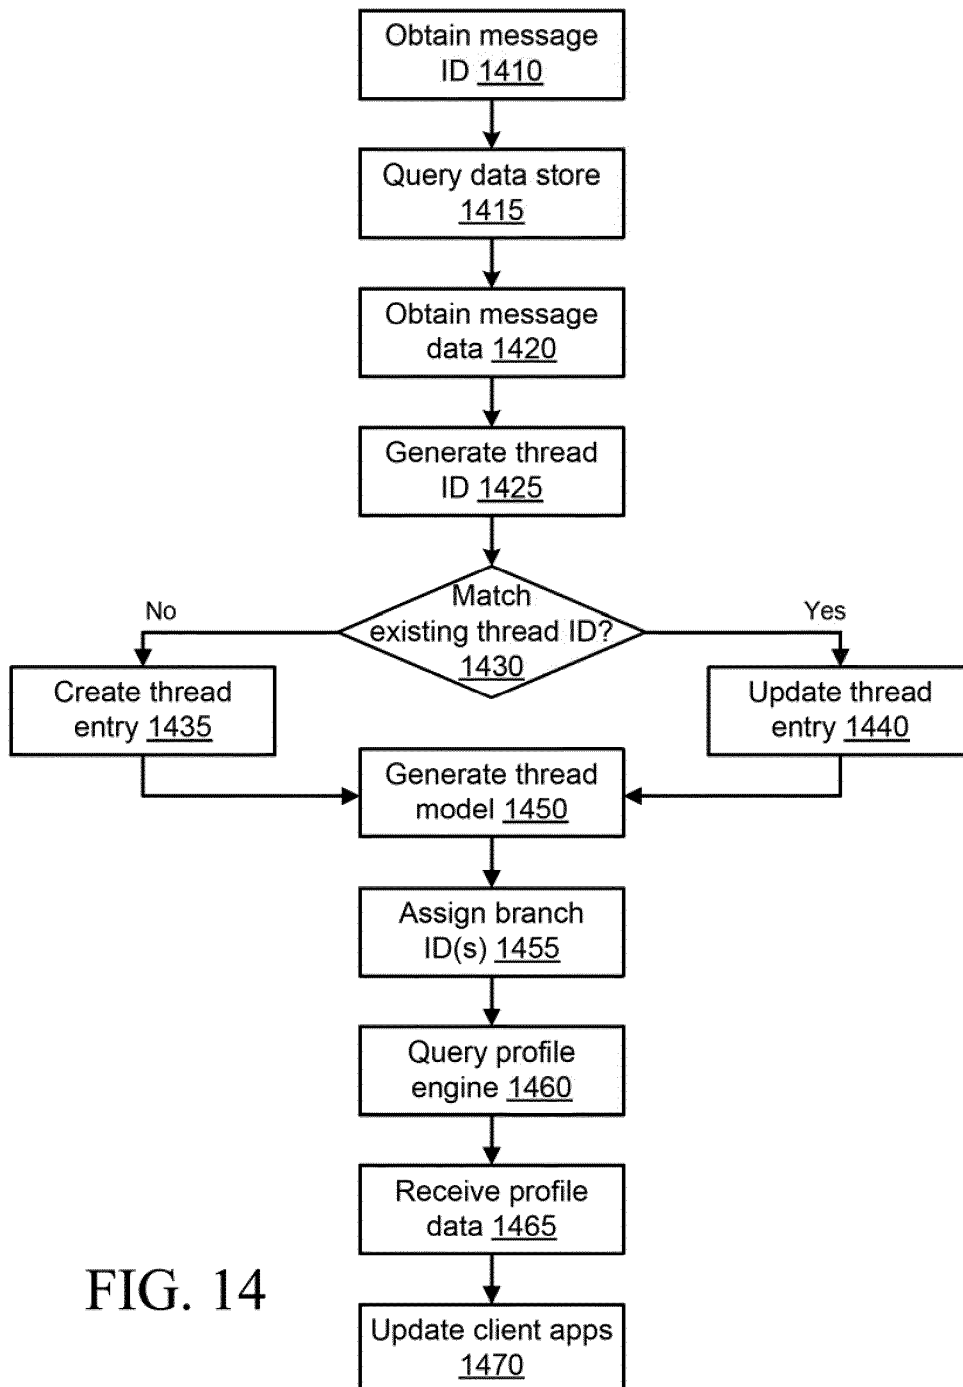 Obtain message
ID 1410
Query data store
1415
Obtain message
data 1420
Generate thread
ID 1425
Match
existing thread ID?
1430
No
Yes
Create thread
entry 1435
Update thread
entry 1440
Generate thread
model 1450
Assign branch
ID(s) 1455
Query profile
engine 1460
Receive profile
data 1465
Update client apps
1470
FIG. 14